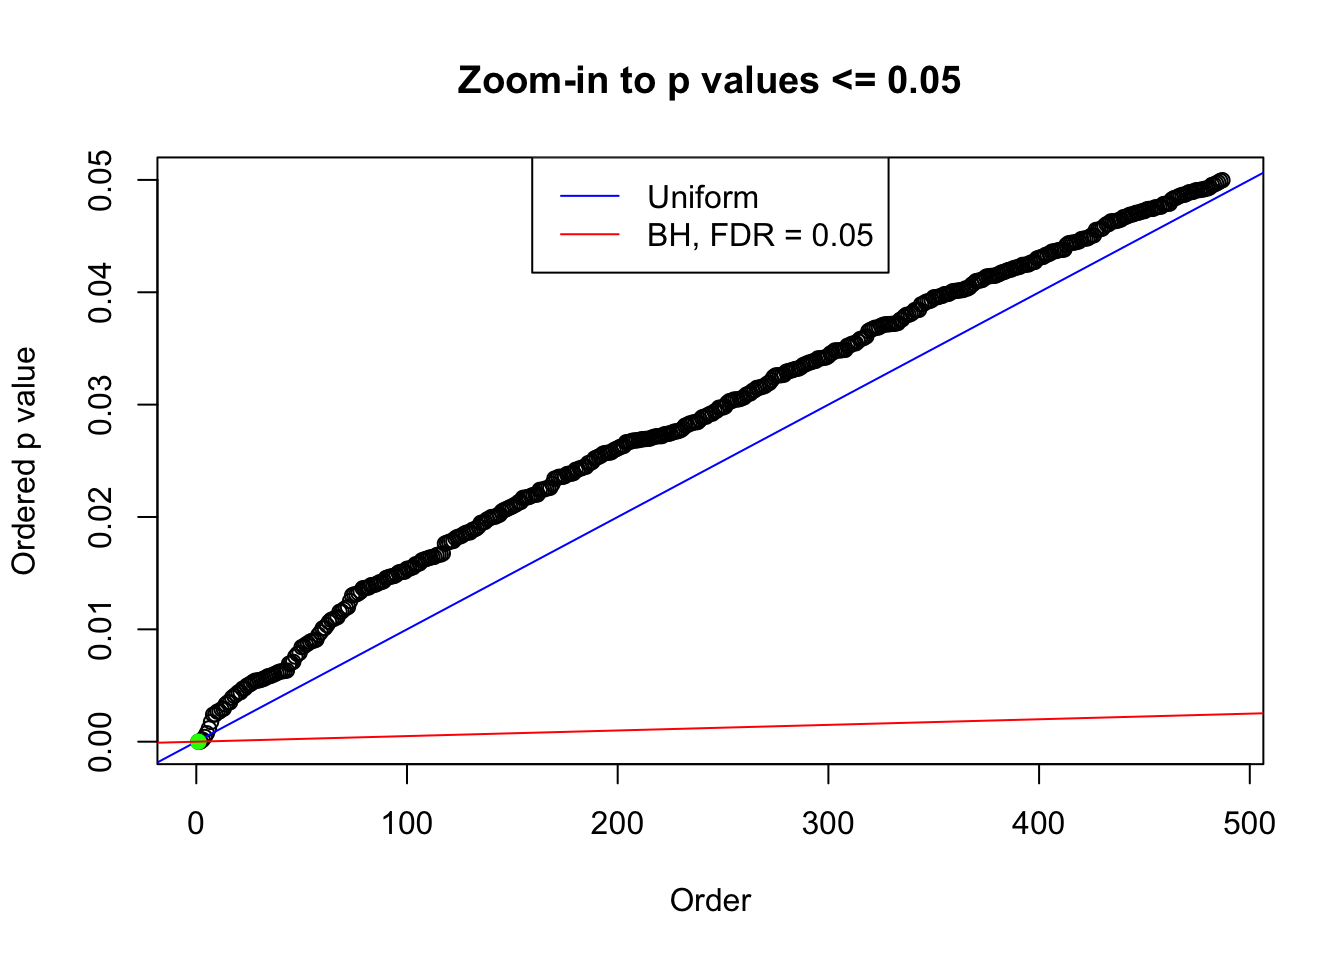 Zoom-in to p values <= 0.05
Uniform
BH, FDR = 0.05
Ordered p value
0.05
0.04
0.03
0.02
0.01
0.00
0 100 200 300 400 500
Order